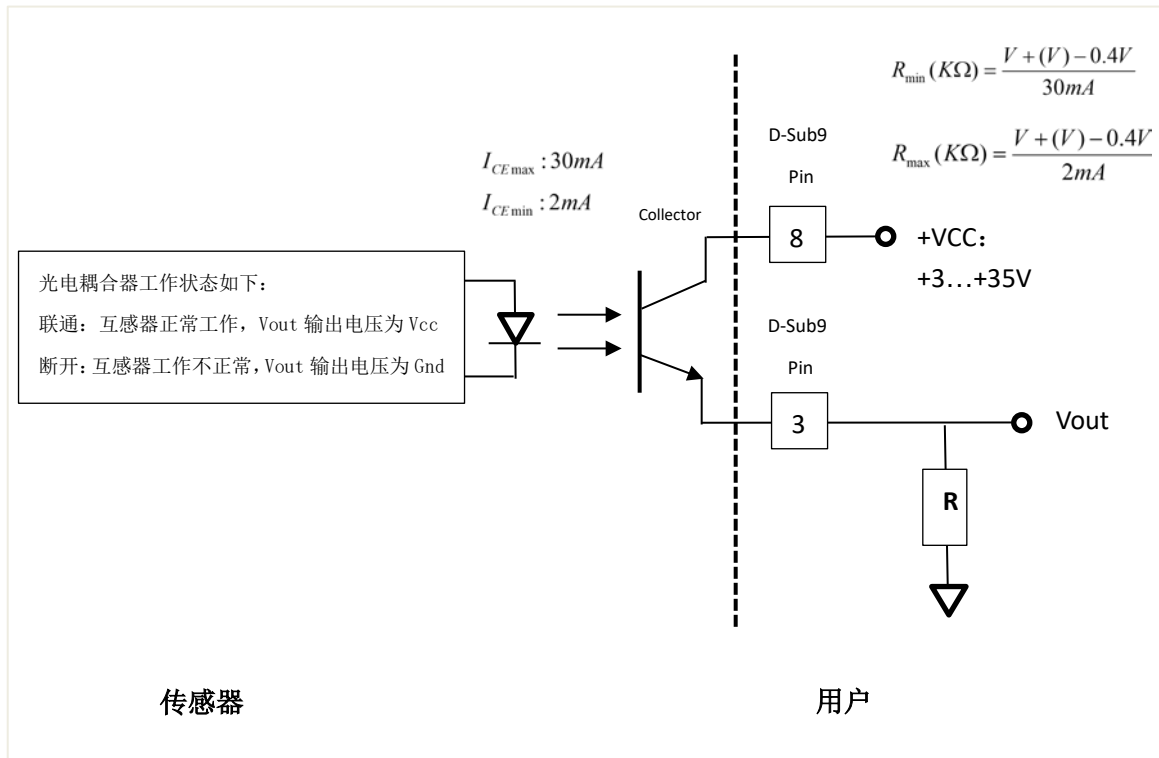 R_min(KΩ) = (V+(V)−0.4V) / 30mA
D-Sub9
Pin
R_max(KΩ) = (V+(V)−0.4V) / 2mA
I_CEmax : 30mA
I_CEmin : 2mA
Collector
8
+VCC：
+3…+35V
光电耦合器工作状态如下：
联通：互感器正常工作，Vout 输出电压为 Vcc
断开：互感器工作不正常，Vout 输出电压为 Gnd
D-Sub9
Pin
3
Vout
R
传感器
用户